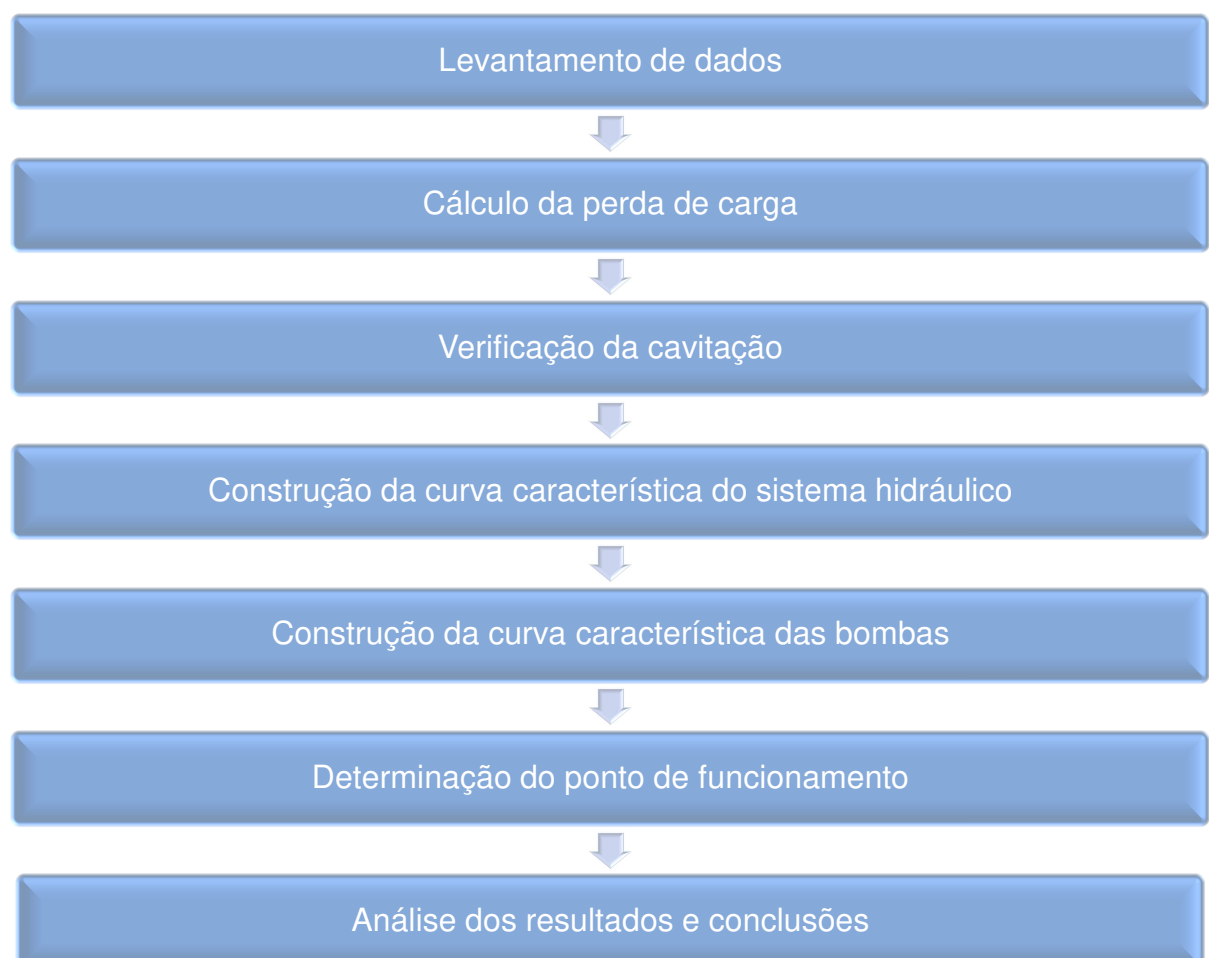 Levantamento de dados
Cálculo da perda de carga
Verificação da cavitação
Construção da curva característica do sistema hidráulico
Construção da curva característica das bombas
Determinação do ponto de funcionamento
Análise dos resultados e conclusões